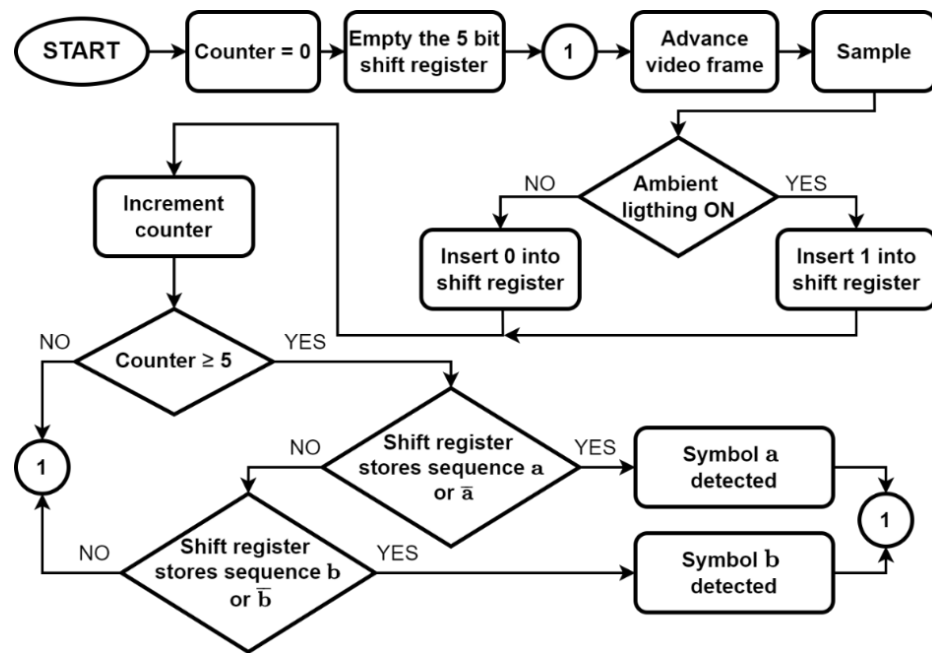 START
Counter = 0
Empty the 5 bit
shift register
1
Advance
video frame
Sample
Ambient
ligthing ON
NO
YES
Insert 0 into
shift register
Insert 1 into
shift register
Increment
counter
Counter ≥ 5
NO
YES
1
Shift register
stores sequence a
or a̅
NO
YES
Symbol a
detected
1
Shift register
stores sequence b
or b̅
NO
YES
Symbol b
detected